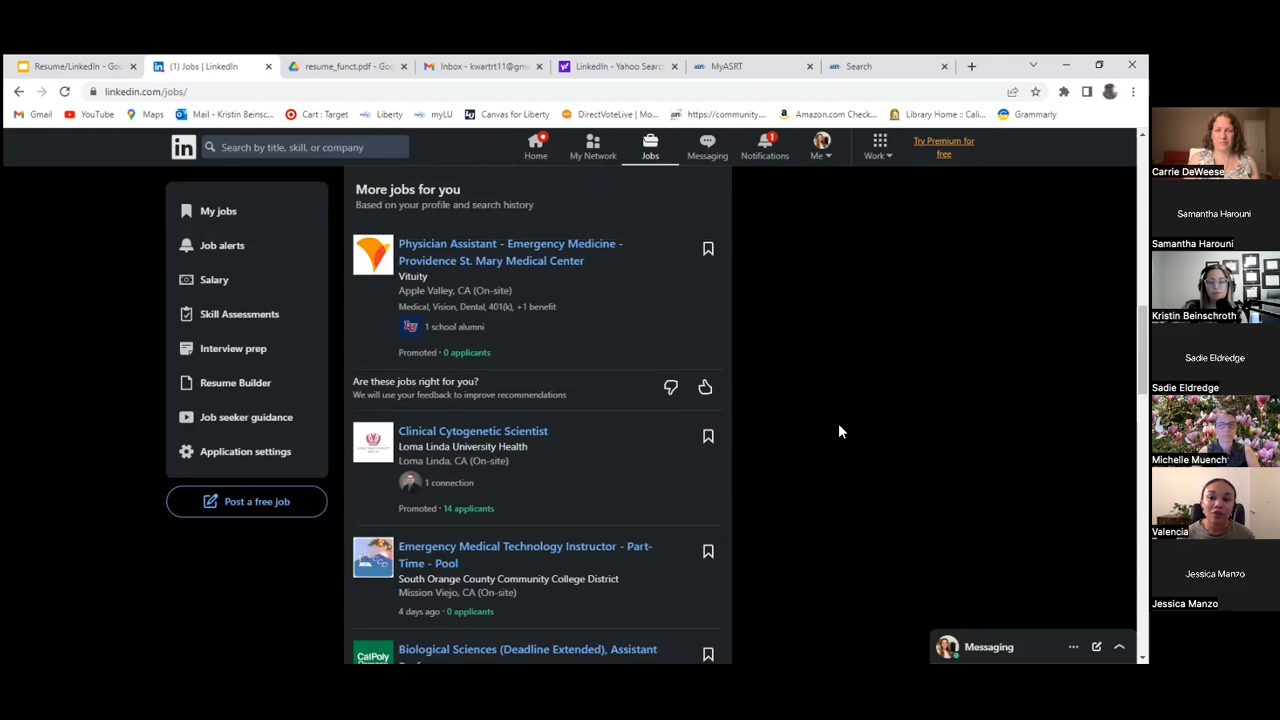 Resume/LinkedIn - Goo
(1) Jobs | LinkedIn
resume_funct.pdf - Goo
Inbox - kwartrt11@gm
LinkedIn - Yahoo Searc
MyASRT
Search
linkedin.com/jobs/
Gmail
YouTube
Maps
Mail - Kristin Beinsc...
Cart : Target
Liberty
myLU
Canvas for Liberty
DirectVoteLive | Mo...
https://community....
Amazon.com Check...
Library Home :: Cali...
Grammarly
in
Search by title, skill, or company
Home
My Network
Jobs
Messaging
1
Notifications
Me
Work
Try Premium for
free
My jobs
Job alerts
Salary
Skill Assessments
Interview prep
Resume Builder
Job seeker guidance
Application settings
Post a free job
More jobs for you
Based on your profile and search history
Physician Assistant - Emergency Medicine -
Providence St. Mary Medical Center
Vituity
Apple Valley, CA (On-site)
Medical, Vision, Dental, 401(k), +1 benefit
1 school alumni
Promoted · 0 applicants
Are these jobs right for you?
We will use your feedback to improve recommendations
Clinical Cytogenetic Scientist
Loma Linda University Health
Loma Linda, CA (On-site)
1 connection
Promoted · 14 applicants
Emergency Medical Technology Instructor - Part-
Time - Pool
South Orange County Community College District
Mission Viejo, CA (On-site)
4 days ago · 0 applicants
CalPoly
Biological Sciences (Deadline Extended), Assistant
Messaging
Carrie DeWeese
Samantha Harouni
Samantha Harouni
Kristin Beinschroth
Sadie Eldredge
Sadie Eldredge
Michelle Muench
Valencia
Jessica Manzo
Jessica Manzo